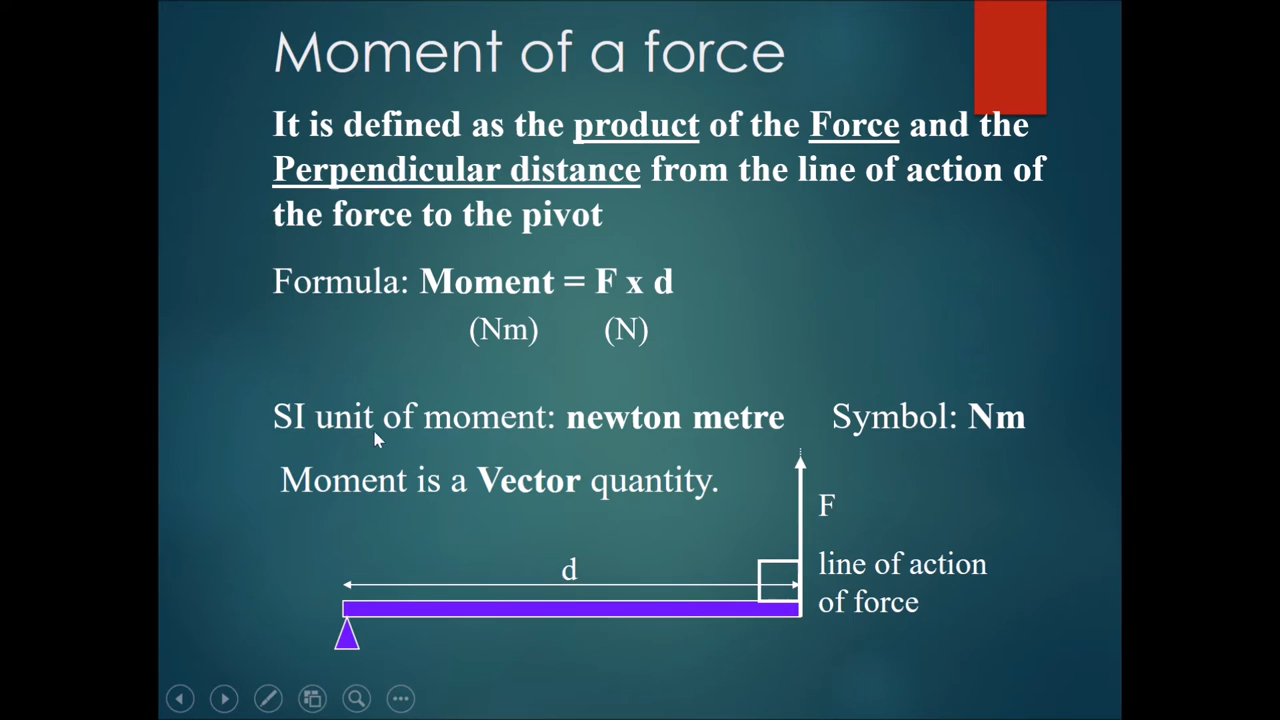 Moment of a force
It is defined as the product of the Force and the
Perpendicular distance from the line of action of
the force to the pivot
Formula: Moment = F x d
(Nm) (N)
SI unit of moment: newton metre Symbol: Nm
Moment is a Vector quantity.
F
d
line of action
of force